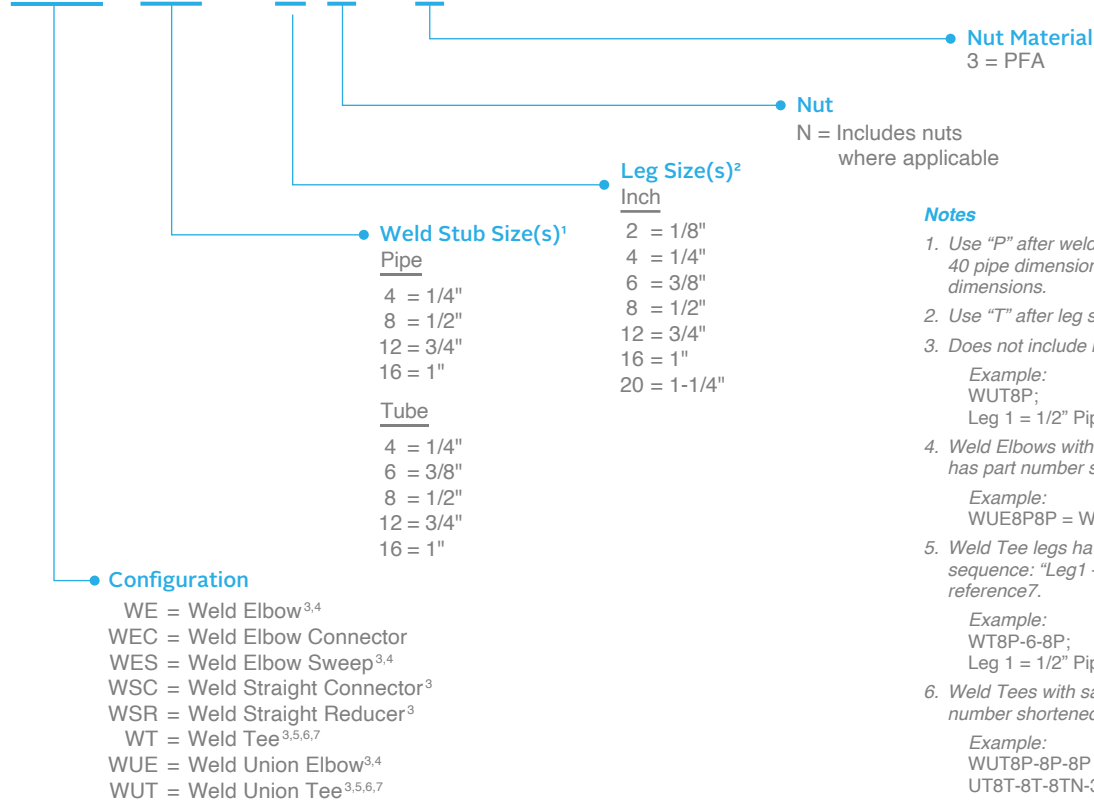 Nut Material
3 = PFA
Nut
N = Includes nuts
where applicable
Leg Size(s)²
Inch
2 = 1/8"
4 = 1/4"
6 = 3/8"
8 = 1/2"
12 = 3/4"
16 = 1"
20 = 1-1/4"
Weld Stub Size(s)¹
Pipe
4 = 1/4"
8 = 1/2"
12 = 3/4"
16 = 1"
Tube
4 = 1/4"
6 = 3/8"
8 = 1/2"
12 = 3/4"
16 = 1"
Configuration
WE = Weld Elbow³,⁴
WEC = Weld Elbow Connector
WES = Weld Elbow Sweep³,⁴
WSC = Weld Straight Connector³
WSR = Weld Straight Reducer³
WT = Weld Tee³,⁵,⁶,⁷
WUE = Weld Union Elbow³,⁴
WUT = Weld Union Tee³,⁵,⁶,⁷
Notes
1. Use “P” after weld
40 pipe dimension
dimensions.
2. Use “T” after leg s
3. Does not include
Example:
WUT8P;
Leg 1 = 1/2” Pip
4. Weld Elbows with
has part number s
Example:
WUE8P8P = W
5. Weld Tee legs ha
sequence: “Leg1
reference7.
Example:
WT8P-6-8P;
Leg 1 = 1/2” Pip
6. Weld Tees with sa
number shortened
Example:
WUT8P-8P-8P
UT8T-8T-8TN-3